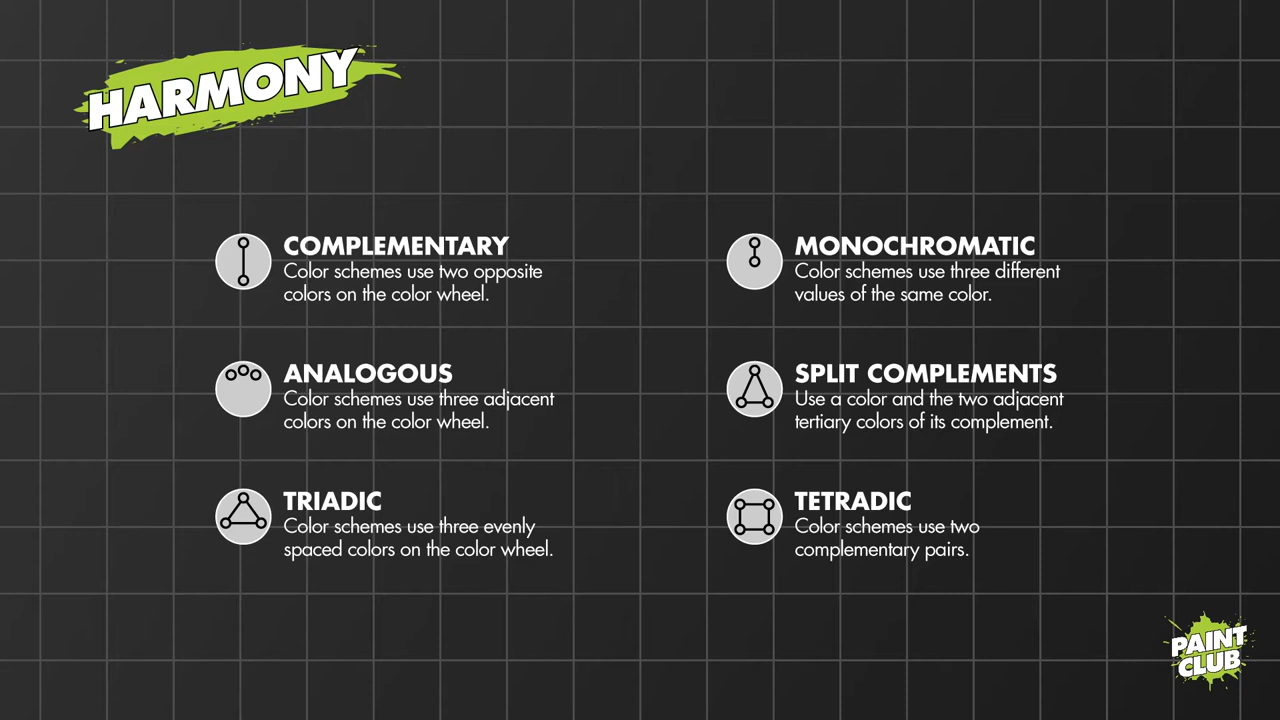 HARMONY
COMPLEMENTARY
Color schemes use two opposite
colors on the color wheel.
ANALOGOUS
Color schemes use three adjacent
colors on the color wheel.
TRIADIC
Color schemes use three evenly
spaced colors on the color wheel.
MONOCHROMATIC
Color schemes use three different
values of the same color.
SPLIT COMPLEMENTS
Use a color and the two adjacent
tertiary colors of its complement.
TETRADIC
Color schemes use two
complementary pairs.
PAINT
CLUB